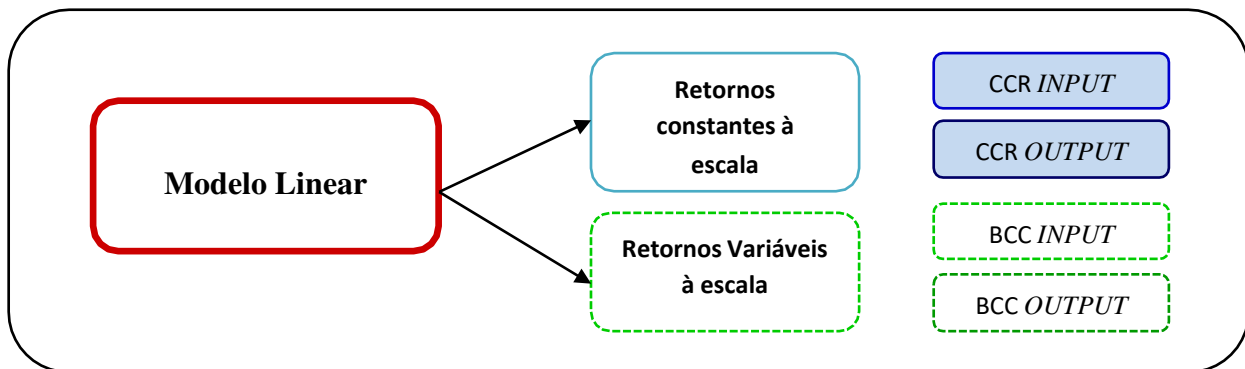 Modelo Linear
Retornos
constantes à
escala
Retornos Variáveis
à escala
CCR INPUT
CCR OUTPUT
BCC INPUT
BCC OUTPUT